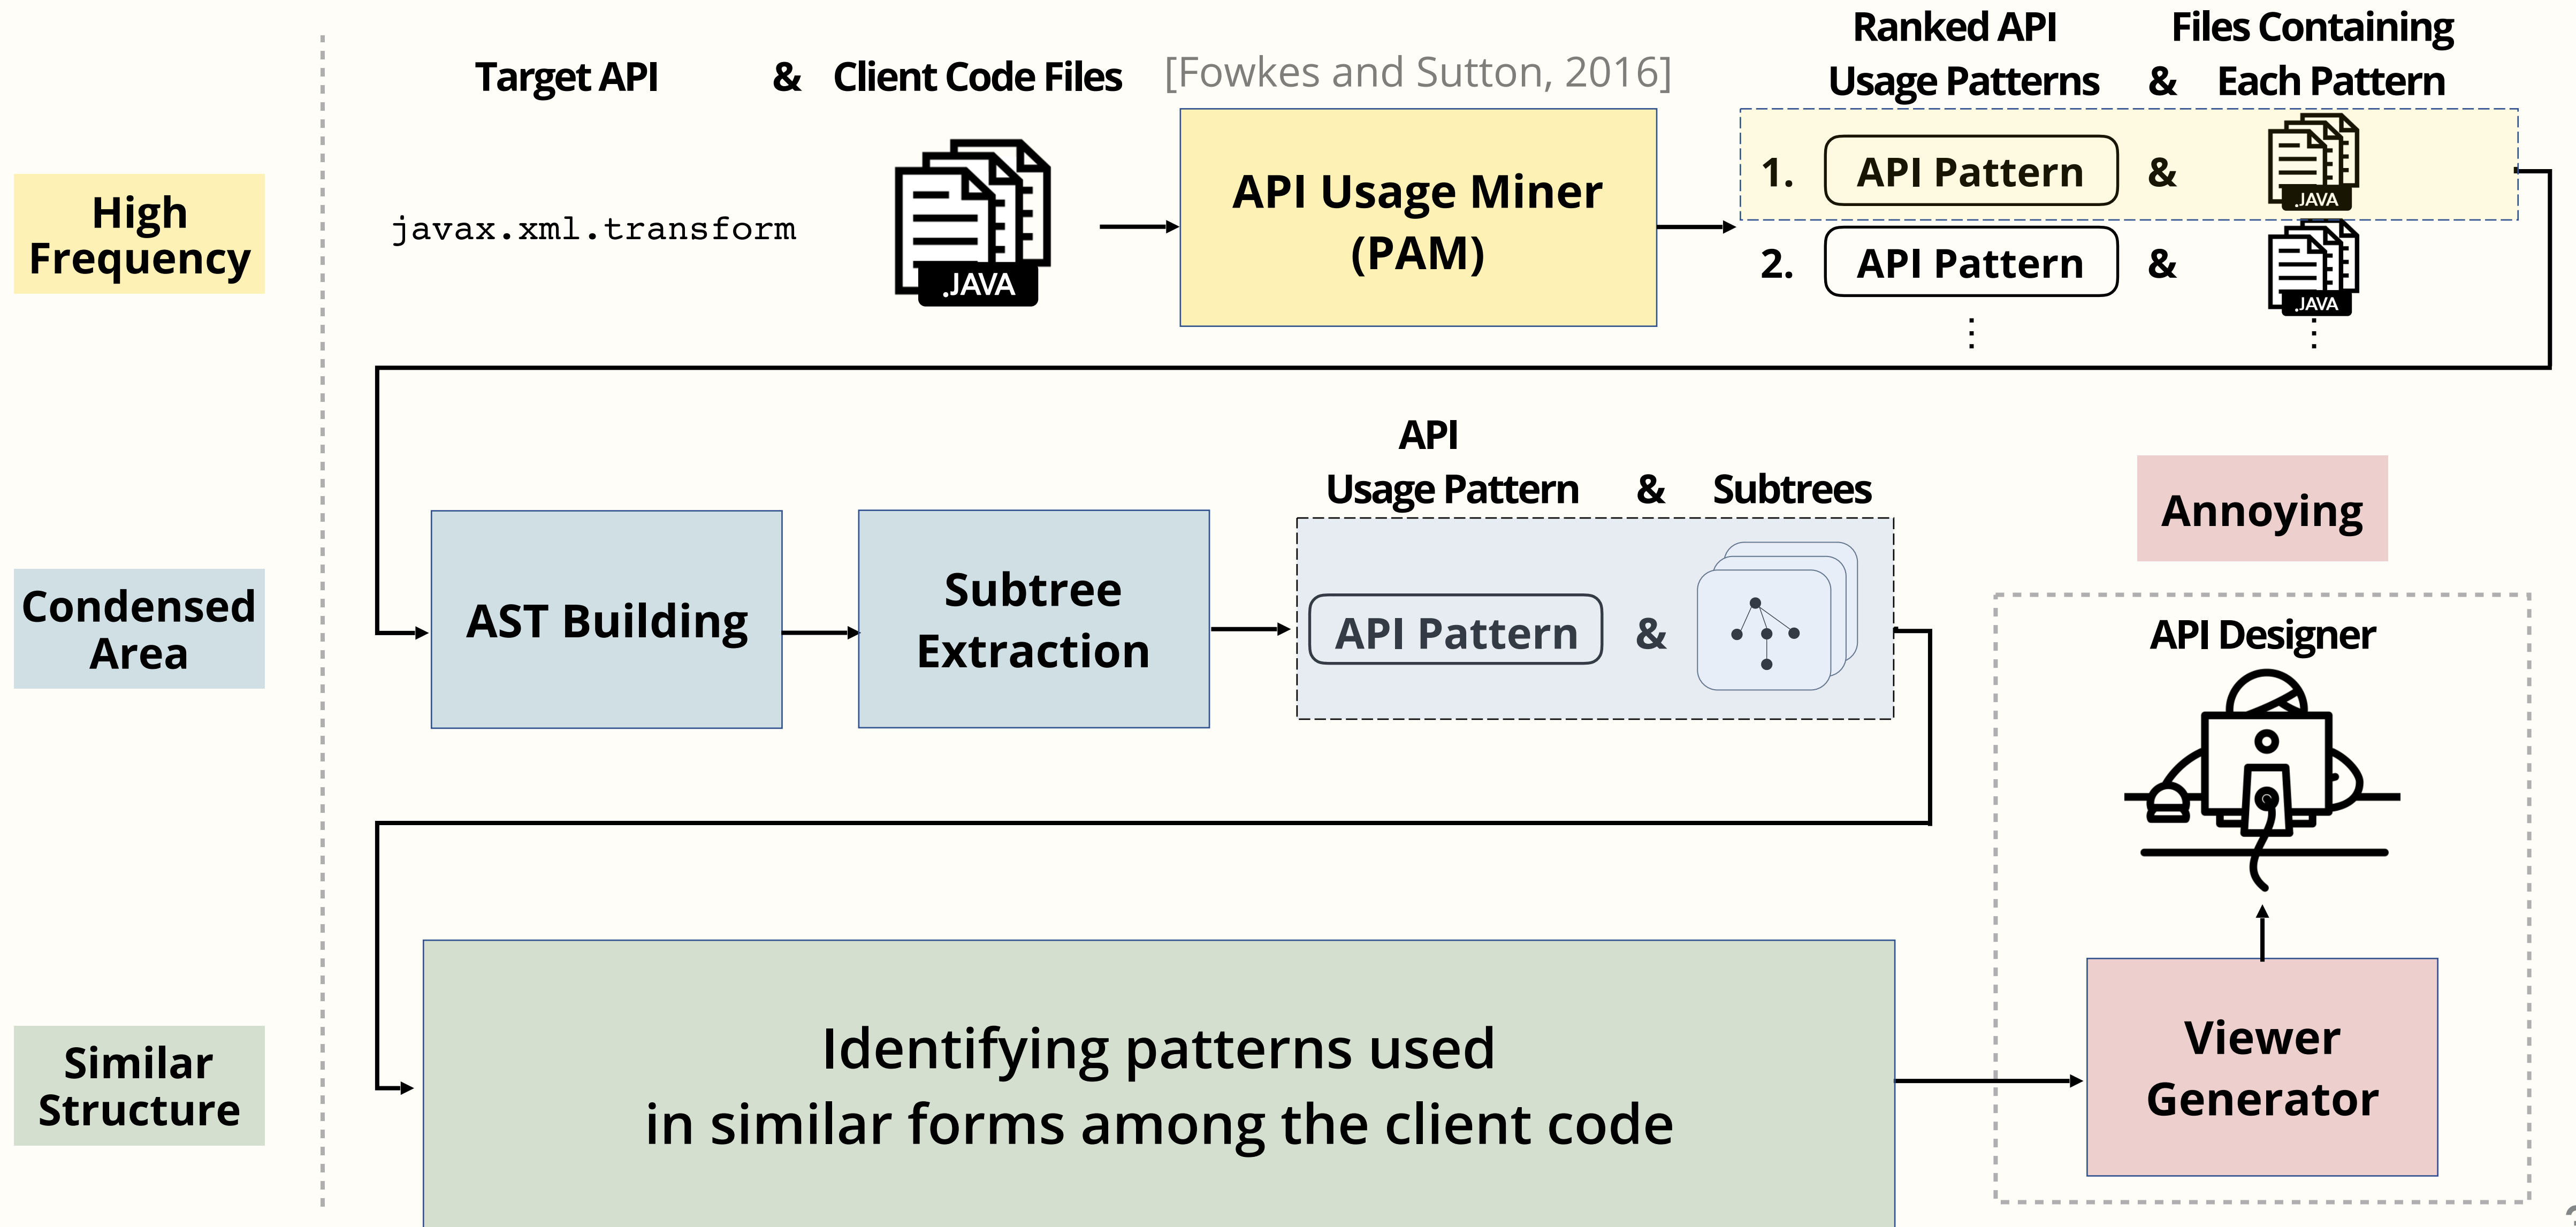 Target API & Client Code Files [Fowkes and Sutton, 2016]
Ranked API Files Containing
Usage Patterns & Each Pattern
High
Frequency
javax.xml.transform
.JAVA
API Usage Miner
(PAM)
1. API Pattern & .JAVA
2. API Pattern & .JAVA
API
Usage Pattern & Subtrees
Condensed
Area
AST Building
Subtree
Extraction
API Pattern &
Annoying
API Designer
Similar
Structure
Identifying patterns used
in similar forms among the client code
Viewer
Generator